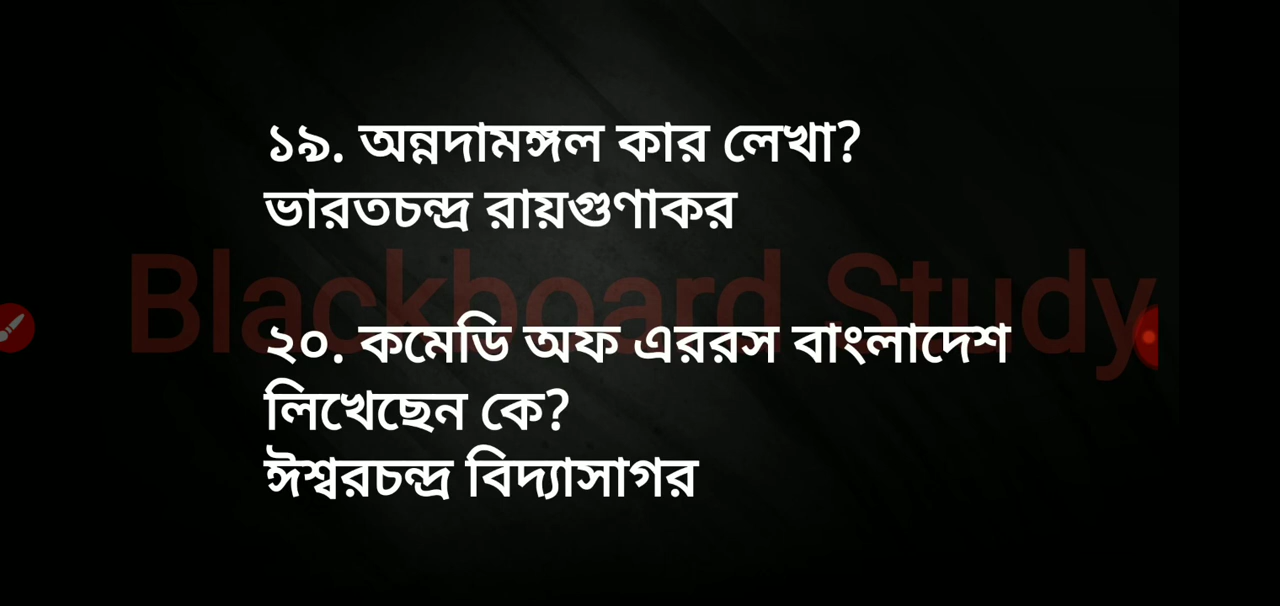 ১৯. অন্নদামঙ্গল কার লেখা?
ভারতচন্দ্র রায়গুণাকর
Blackboard Study
২০. কমেডি অফ এররস বাংলাদেশ
লিখেছেন কে?
ঈশ্বরচন্দ্র বিদ্যাসাগর